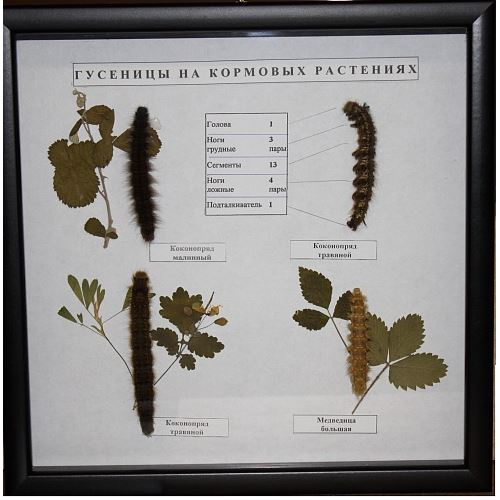 ГУСЕНИЦЫ НА КОРМОВЫХ РАСТЕНИЯХ
Голова 1
Ноги 3
грудные пары
Сегменты 13
Ноги 4
ложные пары
Подталкиватель 1
Коконопряд
малинный
Коконопряд
травяной
Коконопряд
травяной
Медведица
большая